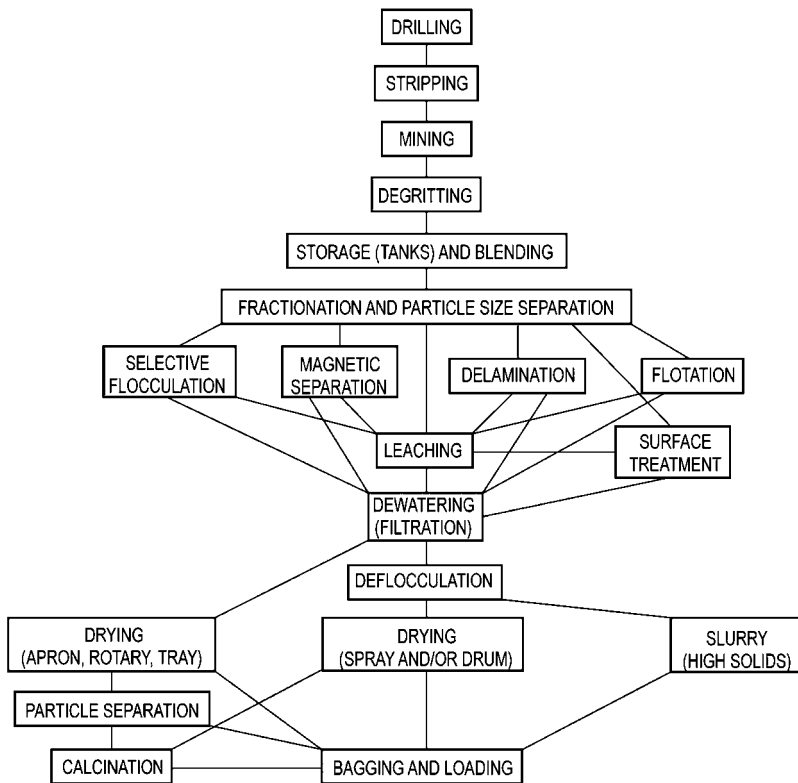 DRILLING
STRIPPING
MINING
DEGRITTING
STORAGE (TANKS) AND BLENDING
FRACTIONATION AND PARTICLE SIZE SEPARATION
SELECTIVE
FLOCCULATION
MAGNETIC
SEPARATION
DELAMINATION
FLOTATION
LEACHING
SURFACE
TREATMENT
DEWATERING
(FILTRATION)
DEFLOCCULATION
DRYING
(APRON, ROTARY, TRAY)
DRYING
(SPRAY AND/OR DRUM)
SLURRY
(HIGH SOLIDS)
PARTICLE SEPARATION
CALCINATION
BAGGING AND LOADING